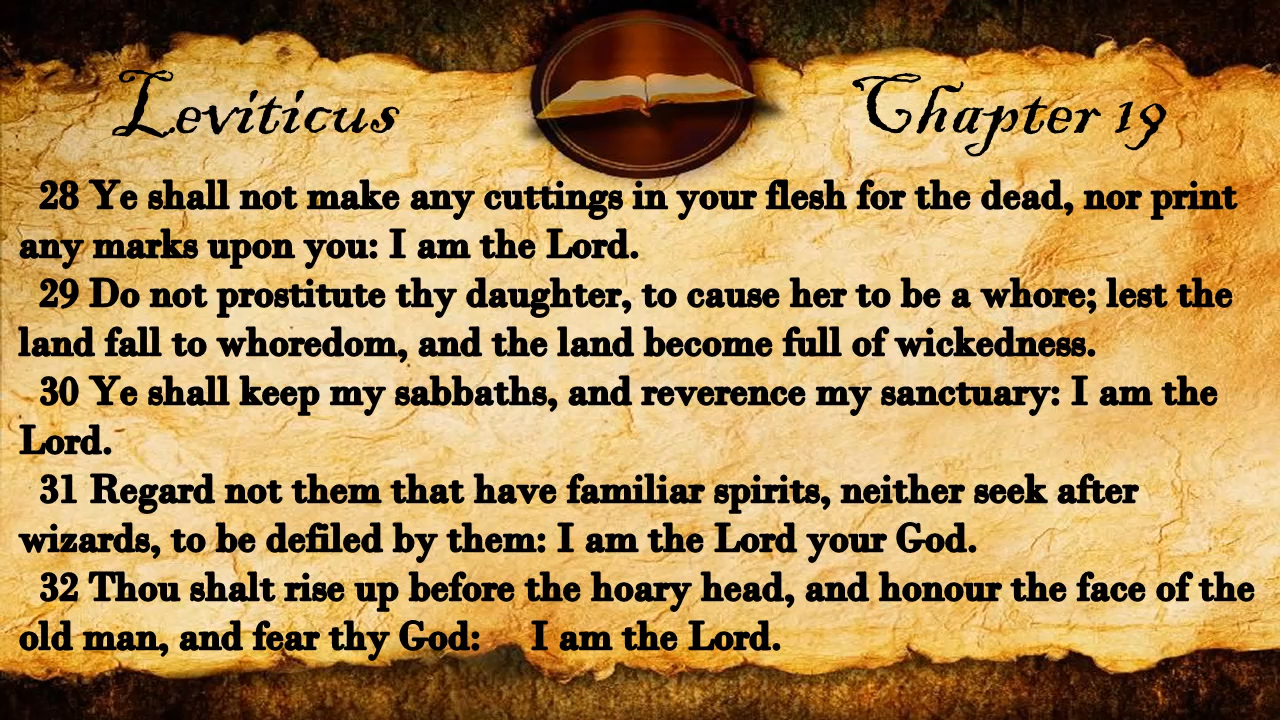 Leviticus Chapter 19
28 Ye shall not make any cuttings in your flesh for the dead, nor print
any marks upon you: I am the Lord.
29 Do not prostitute thy daughter, to cause her to be a whore; lest the
land fall to whoredom, and the land become full of wickedness.
30 Ye shall keep my sabbaths, and reverence my sanctuary: I am the
Lord.
31 Regard not them that have familiar spirits, neither seek after
wizards, to be defiled by them: I am the Lord your God.
32 Thou shalt rise up before the hoary head, and honour the face of the
old man, and fear thy God: I am the Lord.